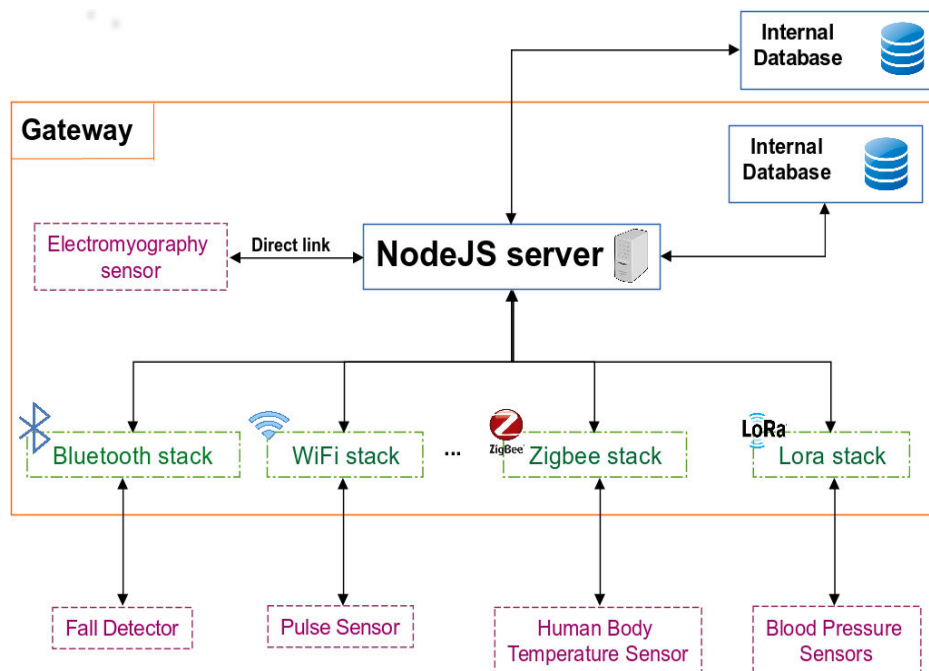 Internal
Database
Gateway
Internal
Database
Electromyography
sensor
Direct link
NodeJS server
Bluetooth stack
WiFi stack
...
ZigBee
Zigbee stack
LoRa
Lora stack
Fall Detector
Pulse Sensor
Human Body
Temperature Sensor
Blood Pressure
Sensors